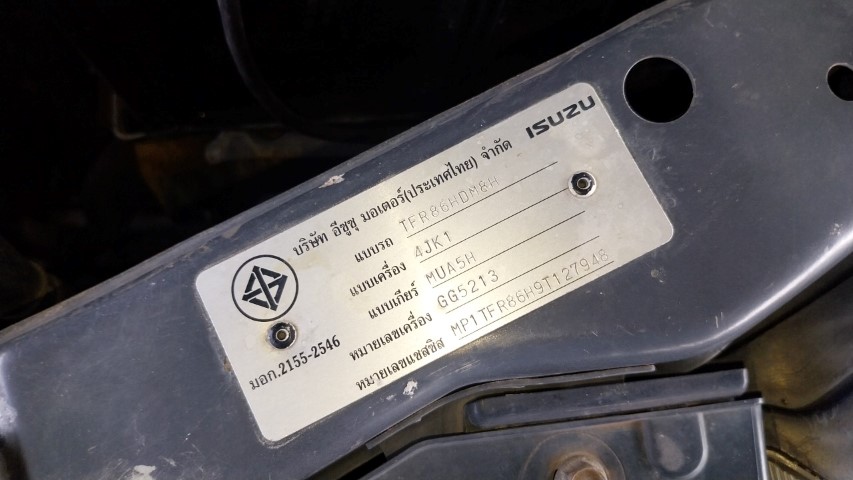 ISUZU
บริษัท อีซูซุ มอเตอร์(ประเทศไทย) จำกัด
แบบรถ TFR86HDM8H
แบบเครื่อง 4JK1
แบบเกียร์ MUA5H
หมายเลขเครื่อง GG5213
หมายเลขแชสซิส MP1TFR86H9T127948
มอก.2155-2546